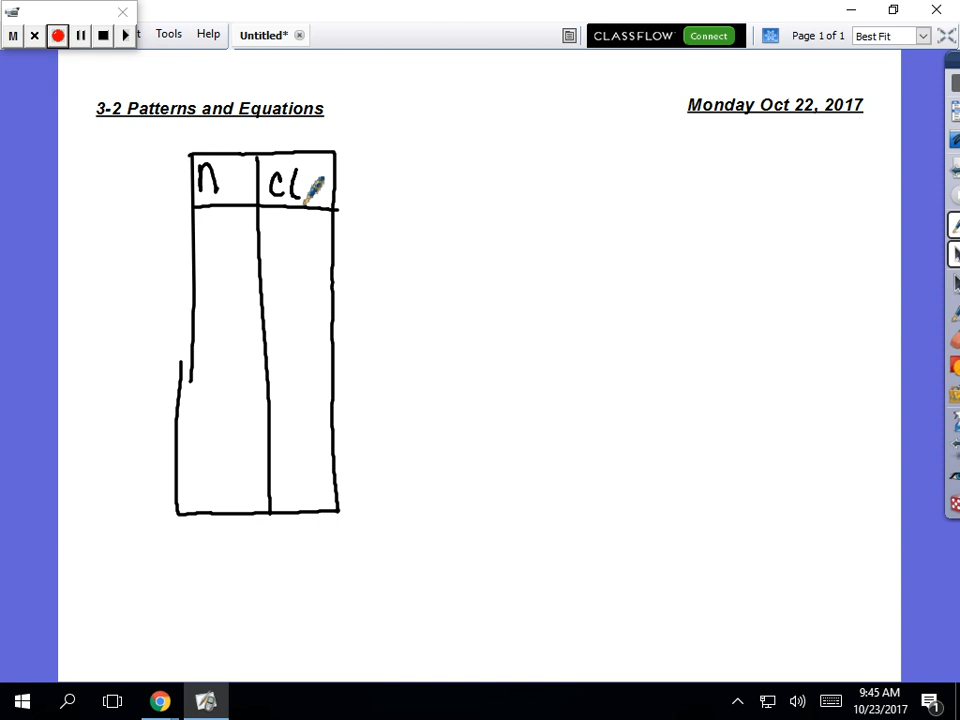 M
t Tools Help Untitled* CLASSFLOW Connect Page 1 of 1 Best Fit
3-2 Patterns and Equations Monday Oct 22, 2017
n
9:45 AM
10/23/2017
1